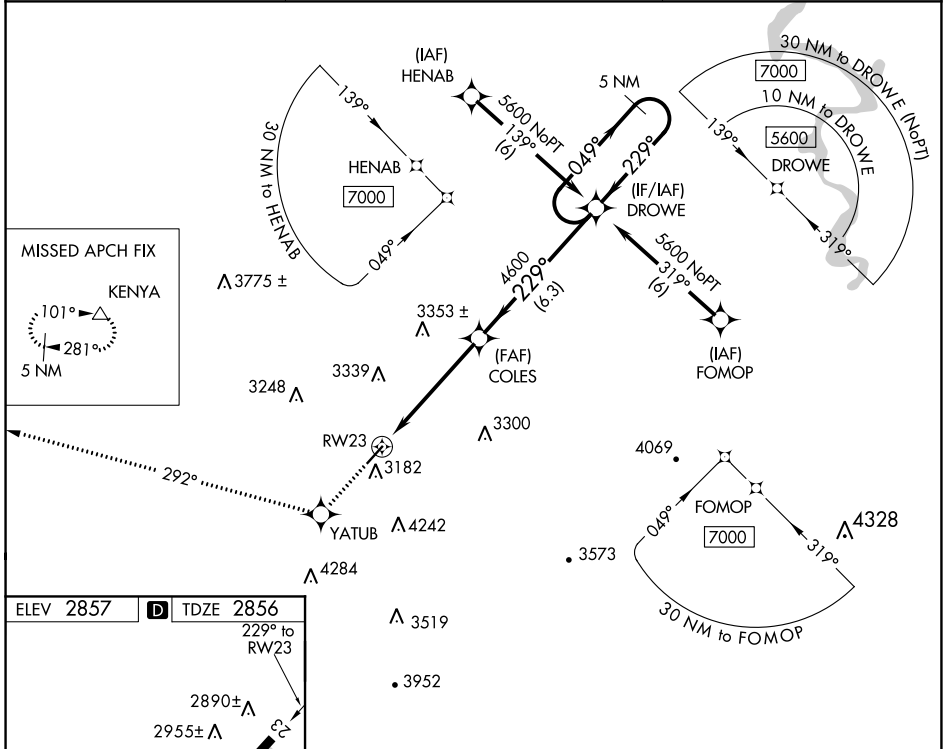 (IAF)
HENAB
5600 NoPT
139°
(6)
5 NM
049°
229°
(IF/IAF)
DROWE
5600 NoPT
319°
(6)
(IAF)
FOMOP
4600
229°
(6.3)
(FAF)
COLES
139°
HENAB
7000
049°
30 NM to HENAB
30 NM to DROWE (NoPT)
7000
10 NM to DROWE
5600
139°
DROWE
319°
MISSED APCH FIX
KENYA
101°
281°
5 NM
3775 ±
3353 ±
3339
3248
3300
RW23
3182
292°
YATUB
4242
4284
4069
FOMOP
7000
049°
319°
4328
3573
30 NM to FOMOP
3519
3952
ELEV 2857 D TDZE 2856
229° to
RW23
2890±
2955±
23